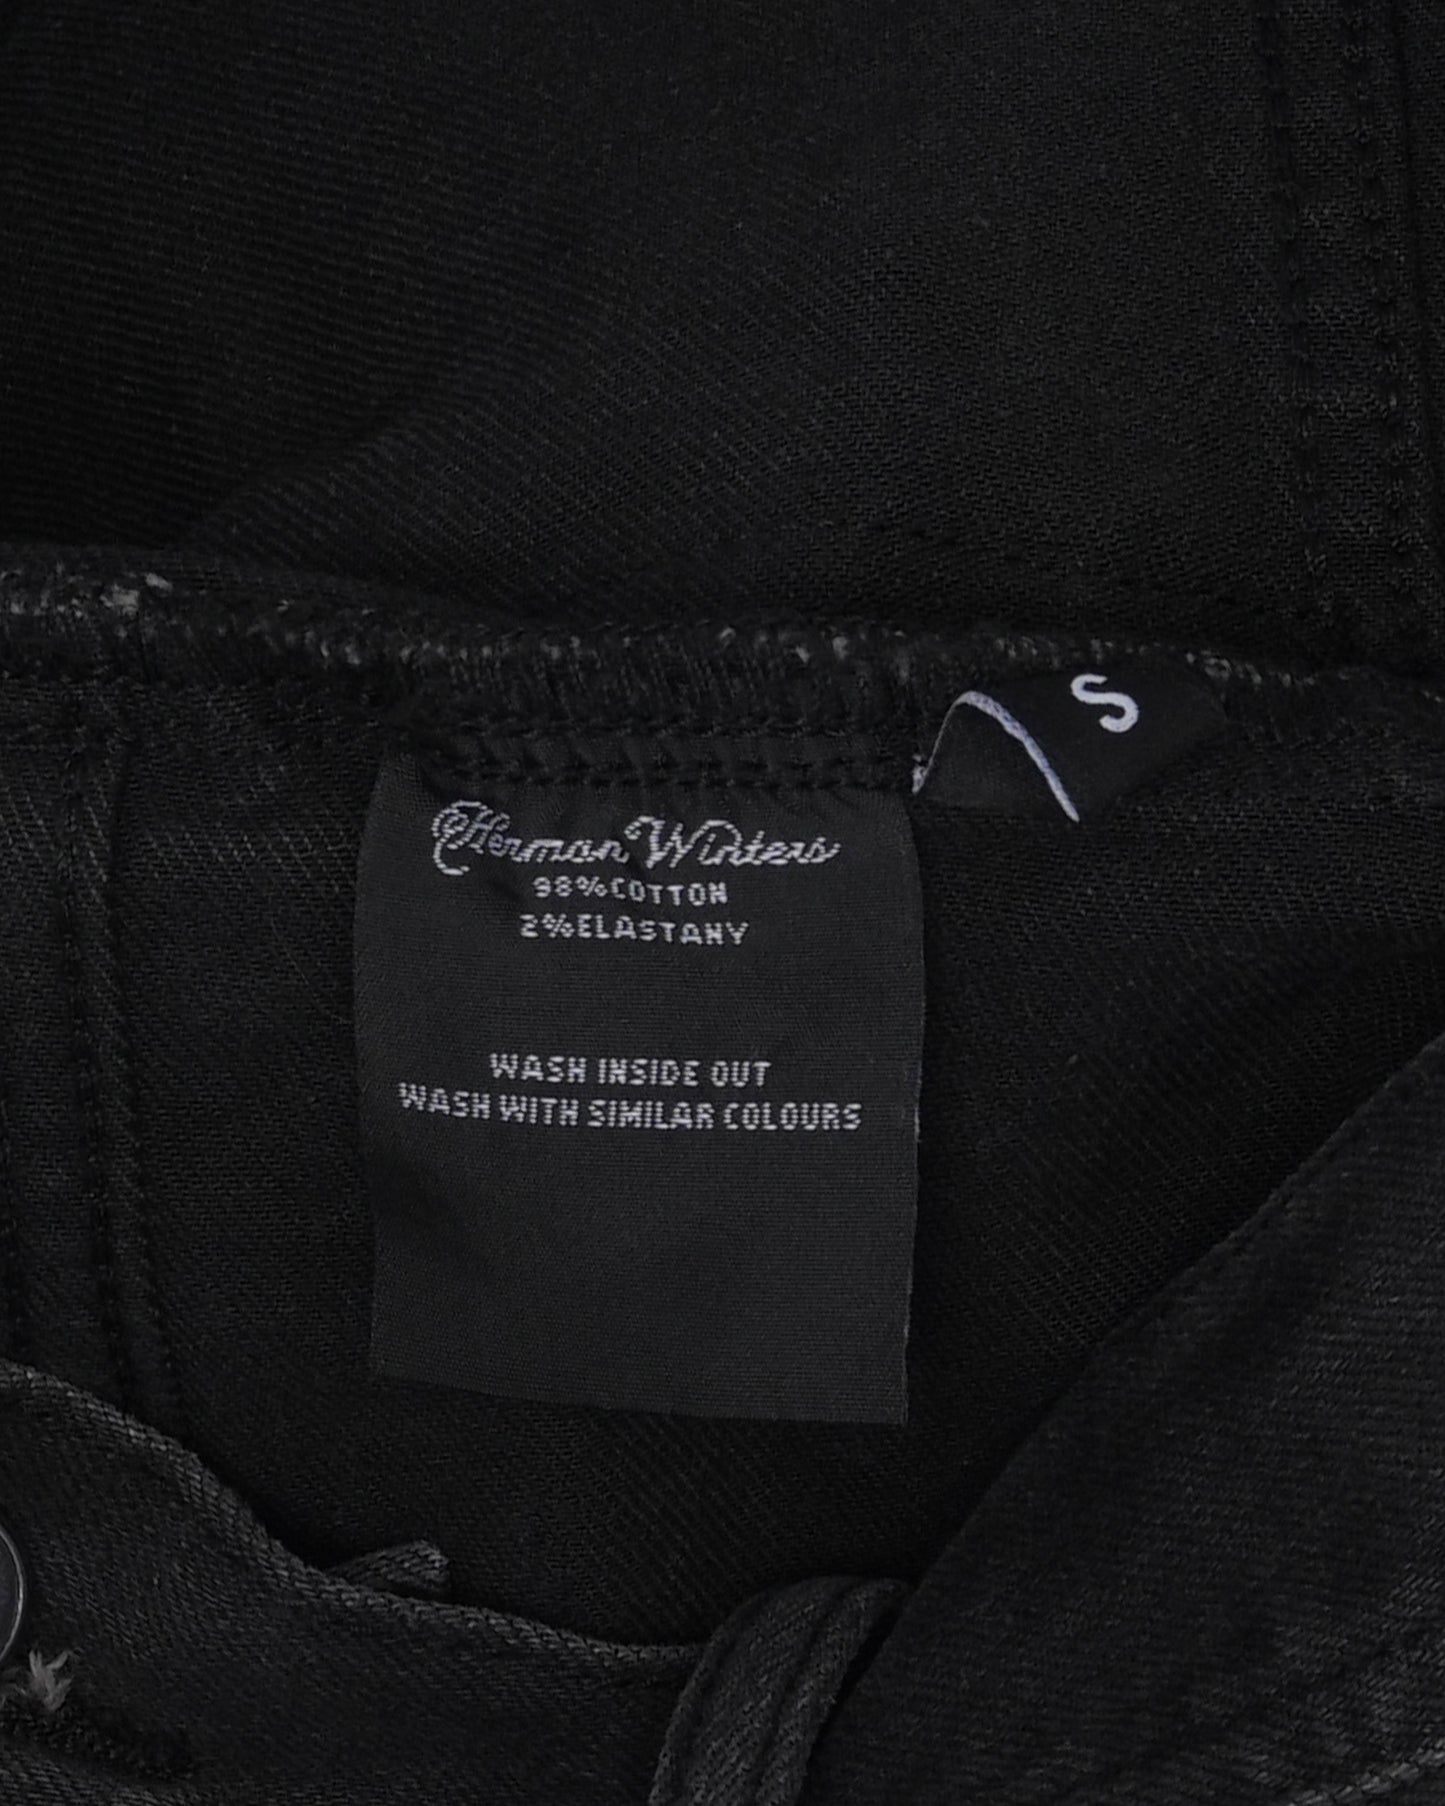 S
Herman Winters
98%COTTON
2%ELASTANY
WASH INSIDE OUT
WASH WITH SIMILAR COLOURS